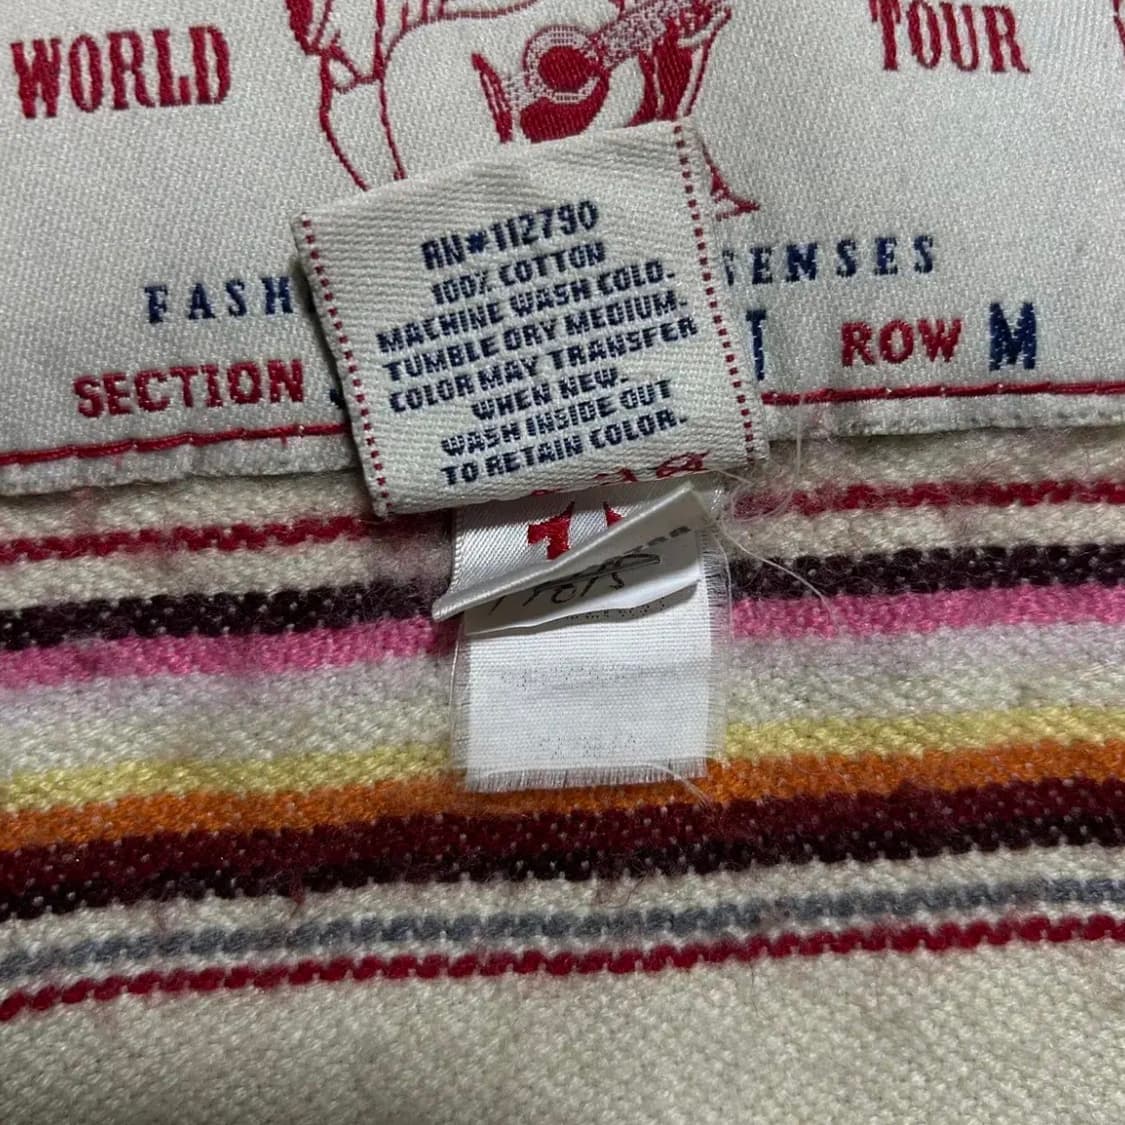 WORLD TOUR
RN#112790
100% COTTON
MACHINE WASH COLD.
TUMBLE DRY MEDIUM.
COLOR MAY TRANSFER
WHEN NEW.
WASH INSIDE OUT
TO RETAIN COLOR.
FASH SENSES
SECTION ROW M